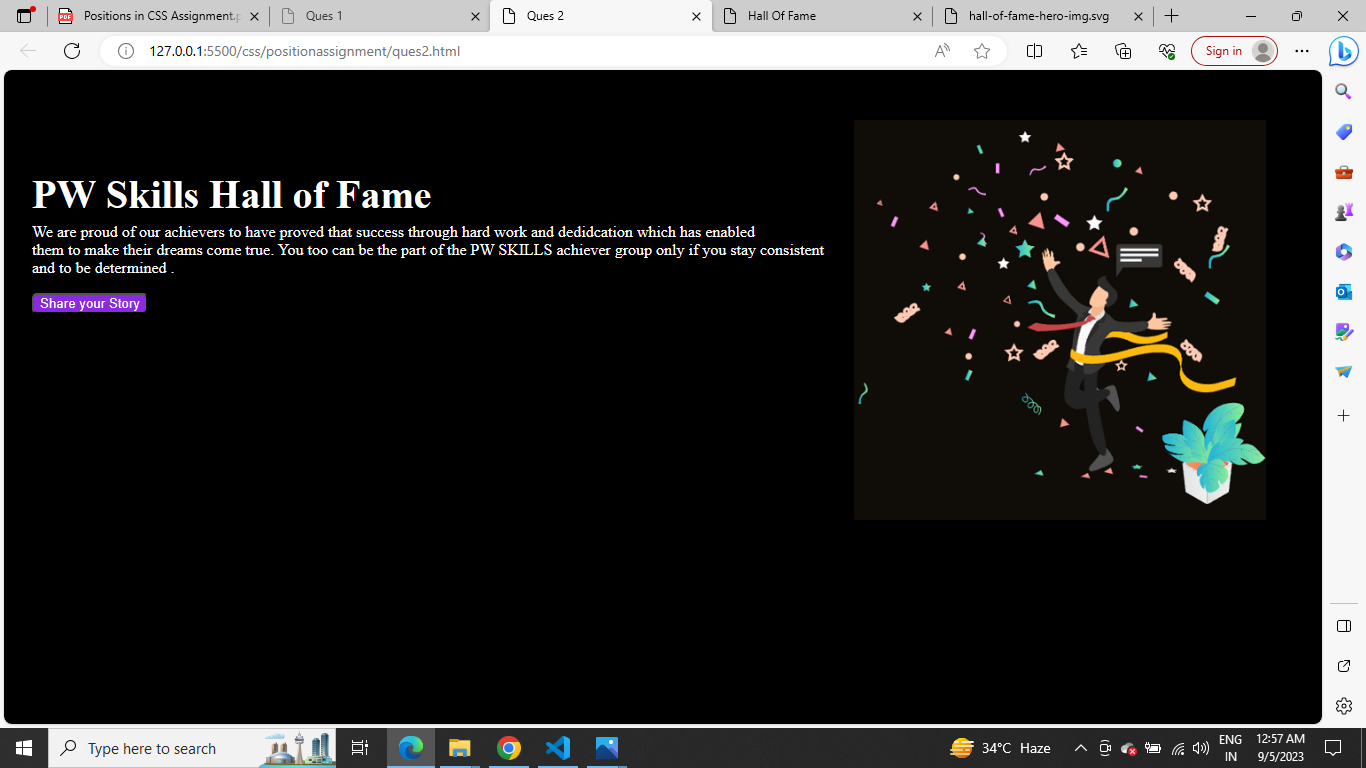 Positions in CSS Assignment.p
Ques 1
Ques 2
Hall Of Fame
hall-of-fame-hero-img.svg
127.0.0.1:5500/css/positionassignment/ques2.html
Sign in
PW Skills Hall of Fame
We are proud of our achievers to have proved that success through hard work and dedidcation which has enabled
them to make their dreams come true. You too can be the part of the PW SKILLS achiever group only if you stay consistent
and to be determined .
Share your Story
Type here to search
34°C Haze
ENG
IN
12:57 AM
9/5/2023